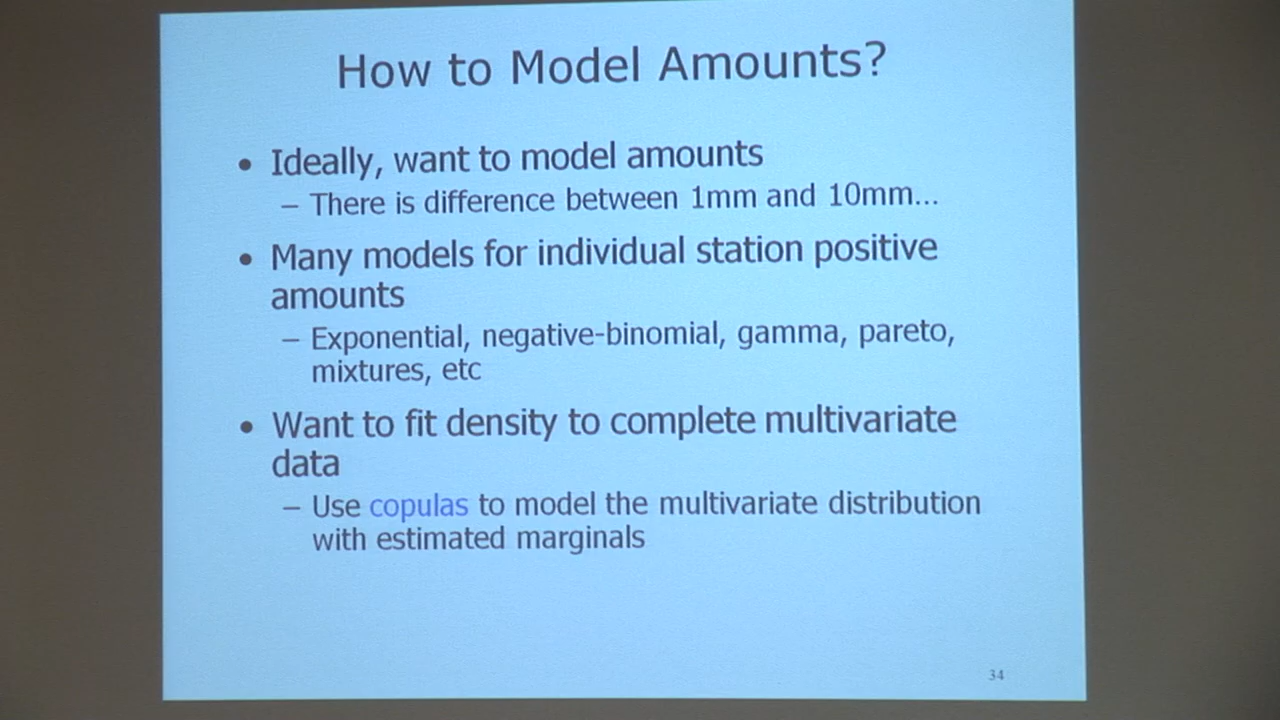 How to Model Amounts?
• Ideally, want to model amounts
– There is difference between 1mm and 10mm...
• Many models for individual station positive
amounts
– Exponential, negative-binomial, gamma, pareto,
mixtures, etc
• Want to fit density to complete multivariate
data
– Use copulas to model the multivariate distribution
with estimated marginals
34